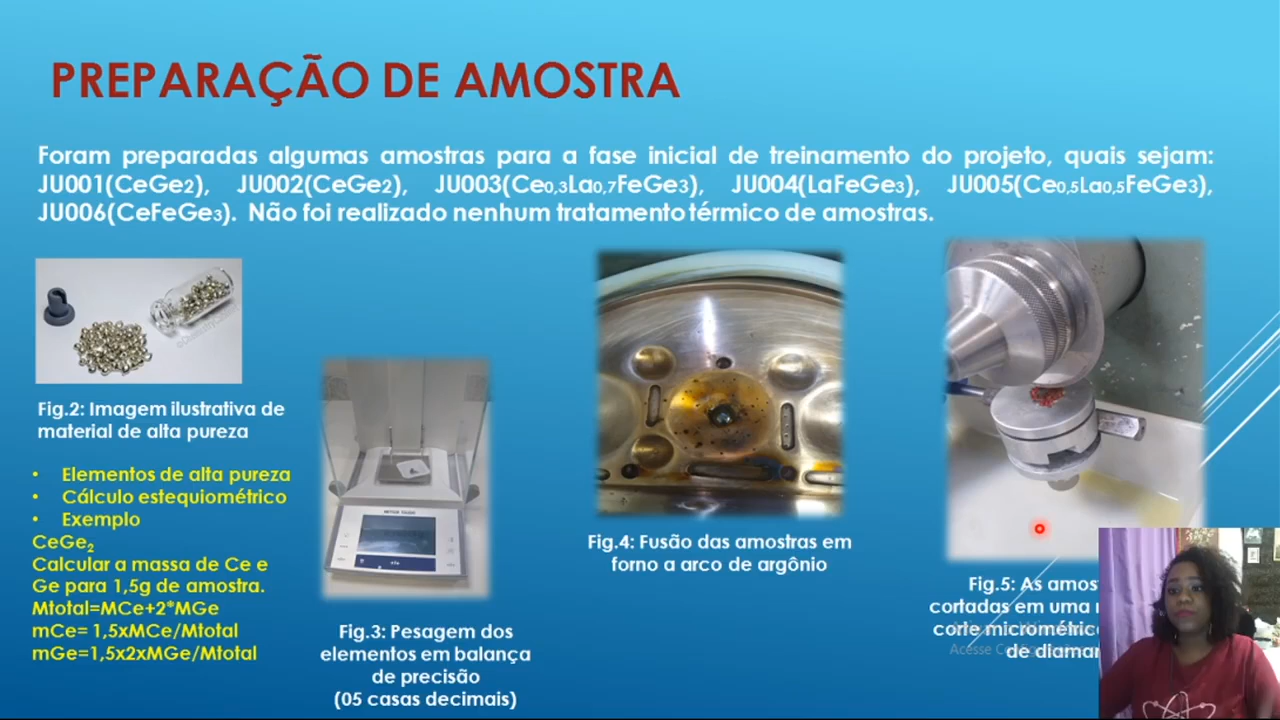 PREPARAÇÃO DE AMOSTRA
Foram preparadas algumas amostras para a fase inicial de treinamento do projeto, quais sejam:
JU001(CeGe2), JU002(CeGe2), JU003(Ce0,3La0,7FeGe3), JU004(LaFeGe3), JU005(Ce0,5La0,5FeGe3),
JU006(CeFeGe3). Não foi realizado nenhum tratamento térmico de amostras.
Fig.2: Imagem ilustrativa de
material de alta pureza
• Elementos de alta pureza
• Cálculo estequiométrico
• Exemplo
CeGe2
Calcular a massa de Ce e
Ge para 1,5g de amostra.
Mtotal=MCe+2*MGe
mCe= 1,5xMCe/Mtotal
mGe=1,5x2xMGe/Mtotal
Fig.3: Pesagem dos
elementos em balança
de precisão
(05 casas decimais)
Fig.4: Fusão das amostras em
forno a arco de argônio
Fig.5: As
cortadas em uma
corte
de
Acesse